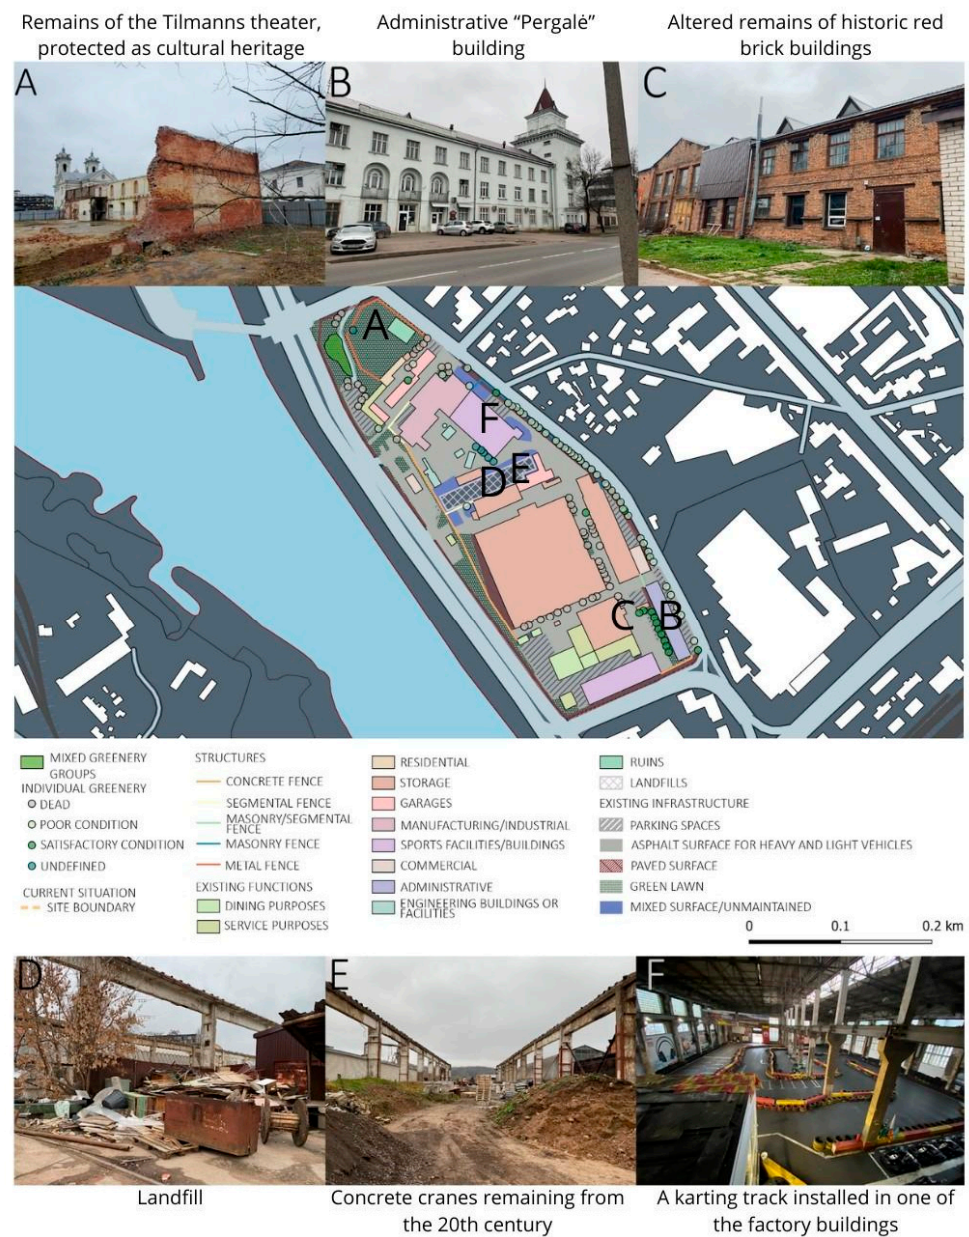 Remains of the Tilmanns theater,
protected as cultural heritage
Administrative “Pergalė”
building
Altered remains of historic red
brick buildings
A
B
C
A
F
E
D
C
B
MIXED GREENERY
GROUPS
INDIVIDUAL GREENERY
DEAD
POOR CONDITION
SATISFACTORY CONDITION
UNDEFINED
CURRENT SITUATION
SITE BOUNDARY
STRUCTURES
CONCRETE FENCE
SEGMENTAL FENCE
MASONRY/SEGMENTAL
FENCE
MASONRY FENCE
METAL FENCE
EXISTING FUNCTIONS
DINING PURPOSES
SERVICE PURPOSES
RESIDENTIAL
STORAGE
GARAGES
MANUFACTURING/INDUSTRIAL
SPORTS FACILITIES/BUILDINGS
COMMERCIAL
ADMINISTRATIVE
ENGINEERING BUILDINGS OR
FACILITIES
RUINS
LANDFILLS
EXISTING INFRASTRUCTURE
PARKING SPACES
ASPHALT SURFACE FOR HEAVY AND LIGHT VEHICLES
PAVED SURFACE
GREEN LAWN
MIXED SURFACE/UNMAINTAINED
0 0.1 0.2 km
D
E
F
Landfill
Concrete cranes remaining from
the 20th century
A karting track installed in one of
the factory buildings